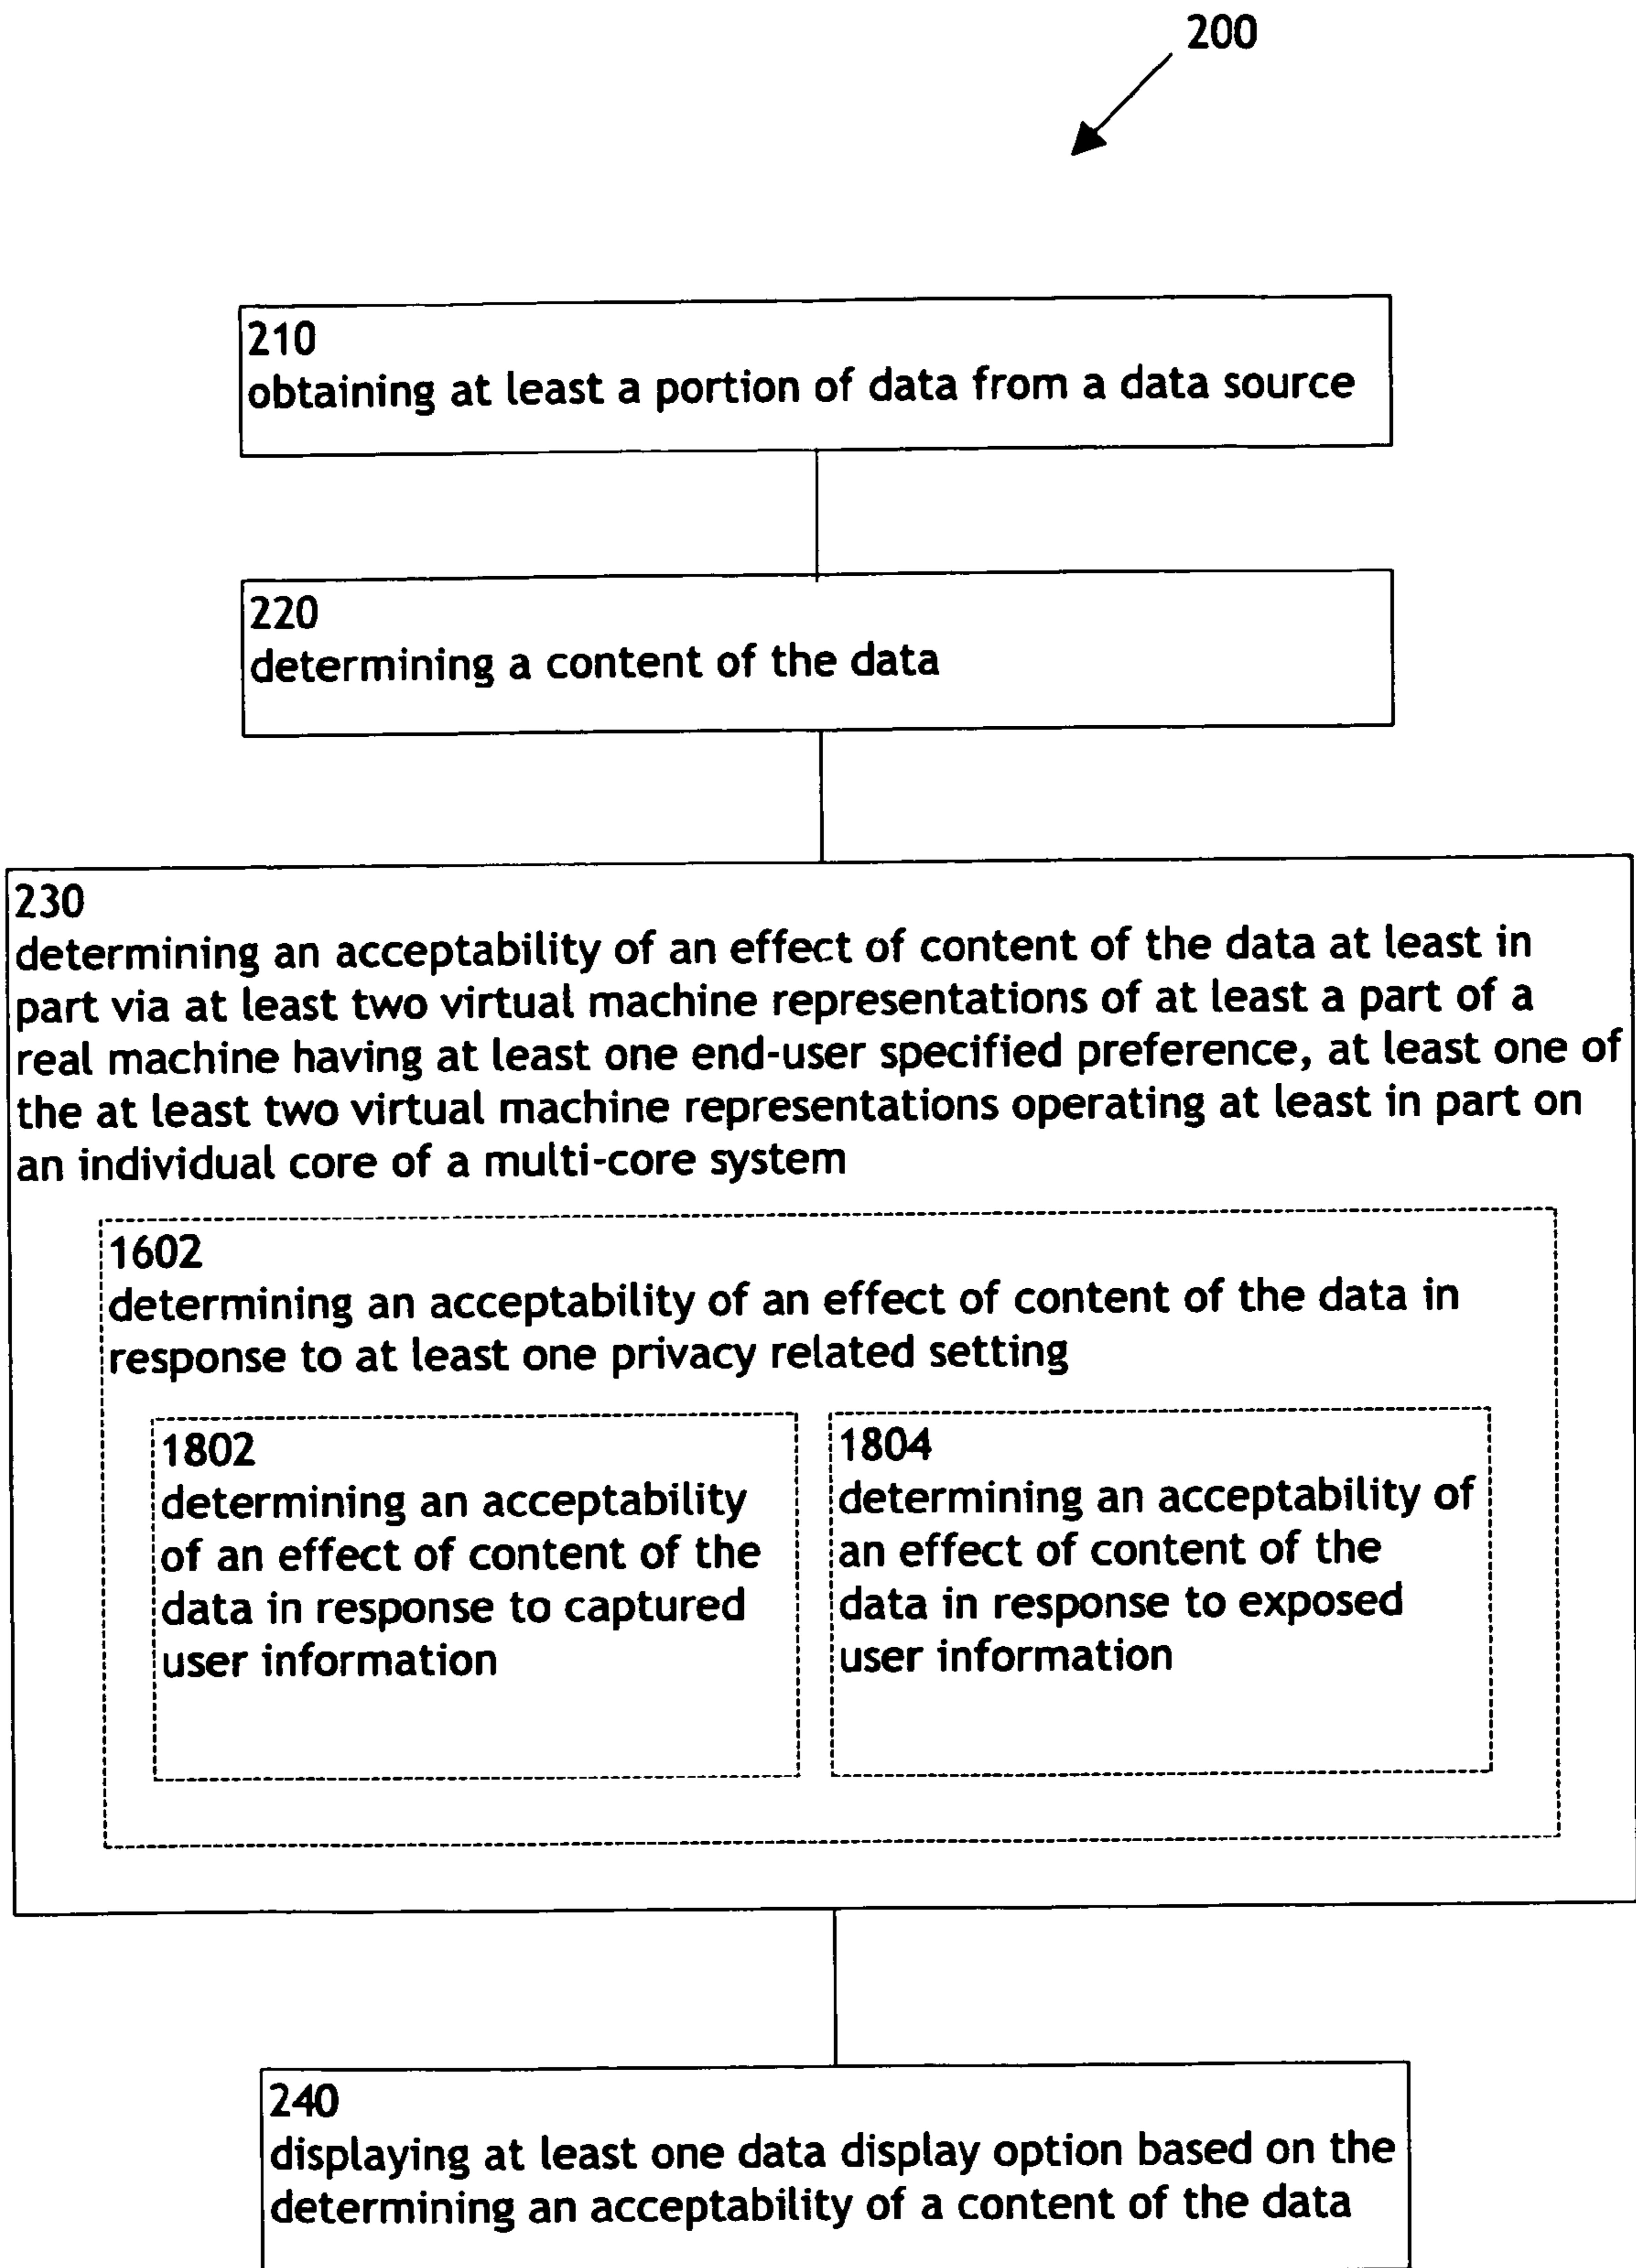 200
210
obtaining at least a portion of data from a data source
220
determining a content of the data
230
determining an acceptability of an effect of content of the data at least in
part via at least two virtual machine representations of at least a part of a
real machine having at least one end-user specified preference, at least one of
the at least two virtual machine representations operating at least in part on
an individual core of a multi-core system
1602
determining an acceptability of an effect of content of the data in
response to at least one privacy related setting
1802
determining an acceptability
of an effect of content of the
data in response to captured
user information
1804
determining an acceptability of
an effect of content of the
data in response to exposed
user information
240
displaying at least one data display option based on the
determining an acceptability of a content of the data